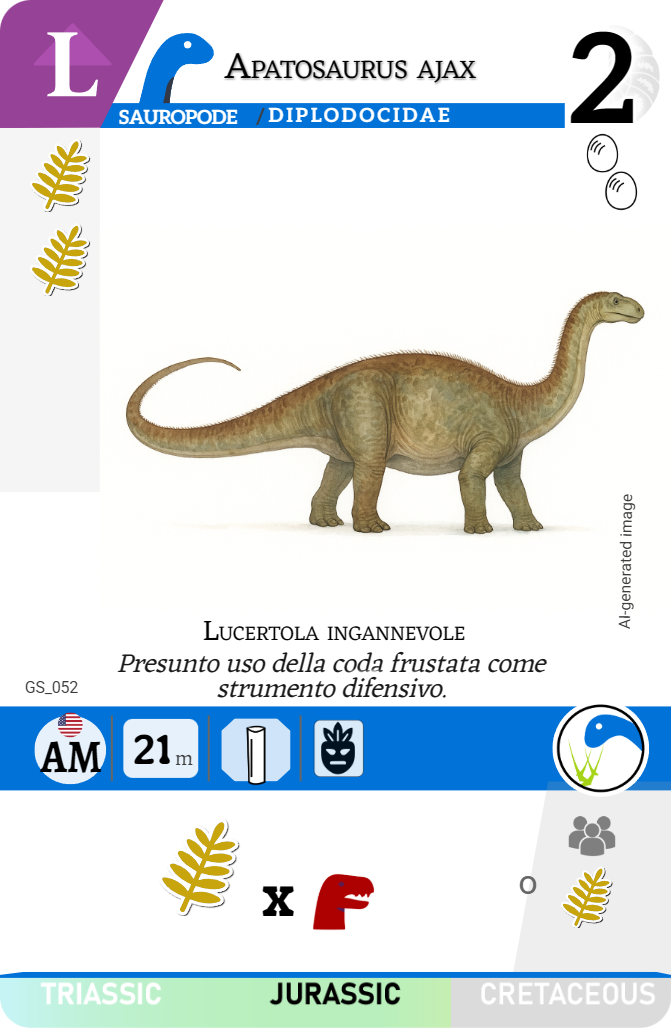 L
APATOSAURUS AJAX
2
SAUROPODE / DIPLODOCIDAE
AI-generated image
LUCERTOLA INGANNEVOLE
Presunto uso della coda frustata come
strumento difensivo.
GS_052
AM
21 m
x
O
TRIASSIC JURASSIC CRETACEOUS